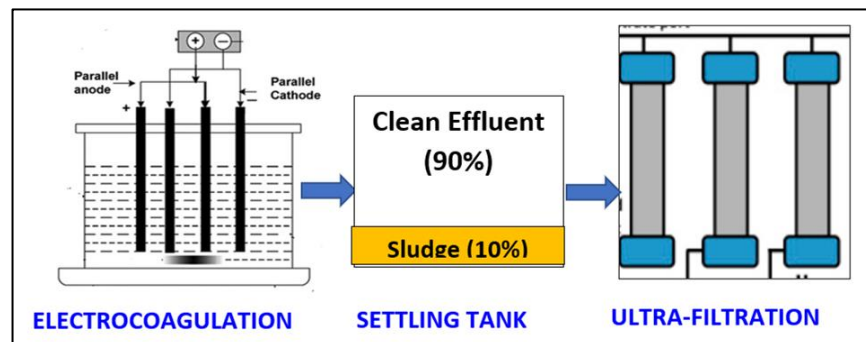 + −
Parallel
anode
Parallel
Cathode
+
−
Clean Effluent
(90%)
Sludge (10%)
ELECTROCOAGULATION
SETTLING TANK
ULTRA-FILTRATION